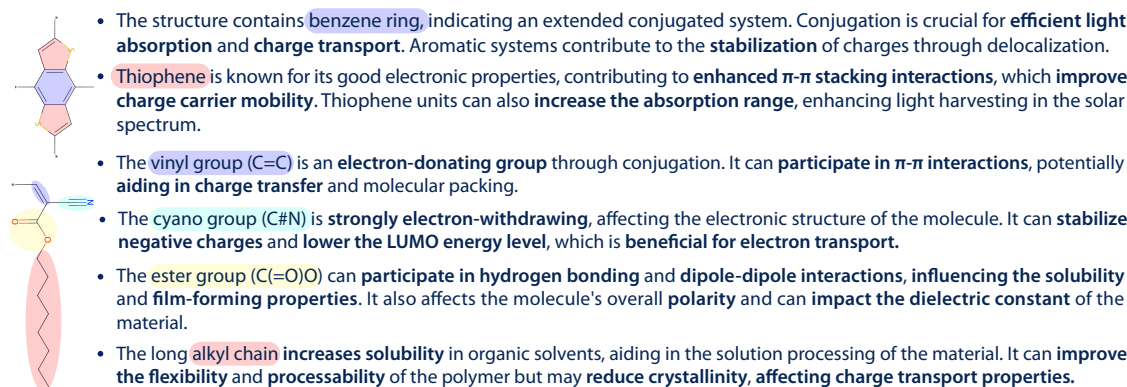 • The structure contains benzene ring, indicating an extended conjugated system. Conjugation is crucial for efficient light
absorption and charge transport. Aromatic systems contribute to the stabilization of charges through delocalization.
• Thiophene is known for its good electronic properties, contributing to enhanced π-π stacking interactions, which improve
charge carrier mobility. Thiophene units can also increase the absorption range, enhancing light harvesting in the solar
spectrum.
• The vinyl group (C=C) is an electron-donating group through conjugation. It can participate in π-π interactions, potentially
aiding in charge transfer and molecular packing.
• The cyano group (C#N) is strongly electron-withdrawing, affecting the electronic structure of the molecule. It can stabilize
negative charges and lower the LUMO energy level, which is beneficial for electron transport.
• The ester group (C(=O)O) can participate in hydrogen bonding and dipole-dipole interactions, influencing the solubility
and film-forming properties. It also affects the molecule's overall polarity and can impact the dielectric constant of the
material.
• The long alkyl chain increases solubility in organic solvents, aiding in the solution processing of the material. It can improve
the flexibility and processability of the polymer but may reduce crystallinity, affecting charge transport properties.
S
S
N
O
O